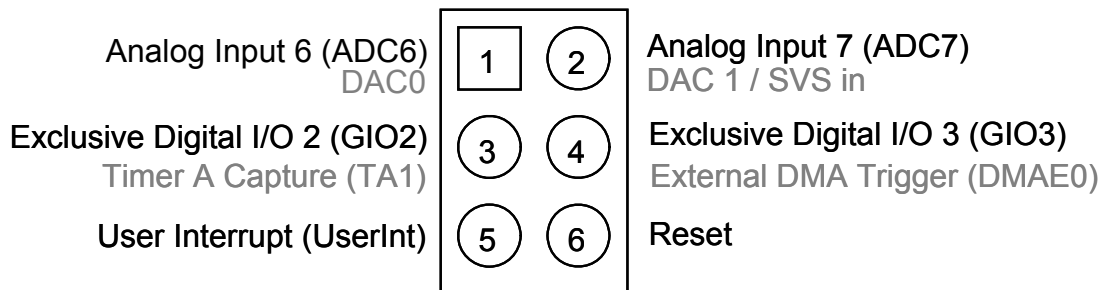 Analog Input 6 (ADC6)
DAC0
1
2
Analog Input 7 (ADC7)
DAC 1 / SVS in
Exclusive Digital I/O 2 (GIO2)
Timer A Capture (TA1)
3
4
Exclusive Digital I/O 3 (GIO3)
External DMA Trigger (DMAE0)
User Interrupt (UserInt)
5
6
Reset